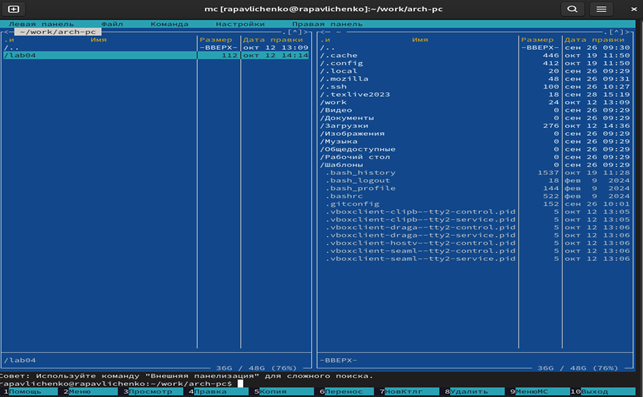 mc [rapavlichenko@rapavlichenko]:~/work/arch-pc
Левая панель Файл Команда Настройки Правая панель
<— ~/work/arch-pc .[^]>
.и Имя Размер Дата правки
/.. -ВВЕРХ- окт 12 13:09
/lab04 112 окт 12 14:14
/lab04
36G / 48G (76%)
<— ~ .[^]>
.и Имя Размер Дата правки
/.. -ВВЕРХ- сен 26 09:30
/.cache 446 окт 19 11:50
/.config 412 окт 19 11:50
/.local 20 сен 26 09:29
/.mozilla 48 сен 26 09:31
/.ssh 100 сен 26 10:27
/.texlive2023 18 сен 28 15:19
/work 24 окт 12 13:09
/Видео 0 сен 26 09:29
/Документы 0 сен 26 09:29
/Загрузки 276 окт 12 14:36
/Изображения 0 сен 26 09:29
/Музыка 0 сен 26 09:29
/Общедоступные 0 сен 26 09:29
/Рабочий стол 0 сен 26 09:29
/Шаблоны 0 сен 26 09:29
.bash_history 1537 окт 19 11:28
.bash_logout 18 фев 9 2024
.bash_profile 144 фев 9 2024
.bashrc 522 фев 9 2024
.gitconfig 152 сен 26 10:01
.vboxclient-clipb~-tty2-control.pid 5 окт 12 13:05
.vboxclient-clipb~-tty2-service.pid 5 окт 12 13:05
.vboxclient-draga~-tty2-control.pid 5 окт 12 13:06
.vboxclient-draga~-tty2-service.pid 5 окт 12 13:06
.vboxclient-hostv~-tty2-control.pid 5 окт 12 13:06
.vboxclient-seaml~-tty2-control.pid 5 окт 12 13:06
.vboxclient-seaml~-tty2-service.pid 5 окт 12 13:06
-ВВЕРХ-
36G / 48G (76%)
Совет: Используйте команду "Внешняя панелизация" для сложного поиска.
rapavlichenko@rapavlichenko:~/work/arch-pc$
1Помощь 2Меню 3Просмотр 4Правка 5Копия 6Перенос 7НовКтлг 8Удалить 9МенюMC 10Выход